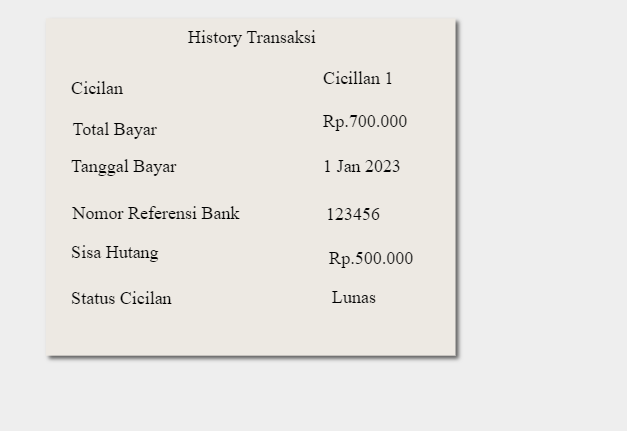 History Transaksi
Cicilan Cicillan 1
Total Bayar Rp.700.000
Tanggal Bayar 1 Jan 2023
Nomor Referensi Bank 123456
Sisa Hutang Rp.500.000
Status Cicilan Lunas